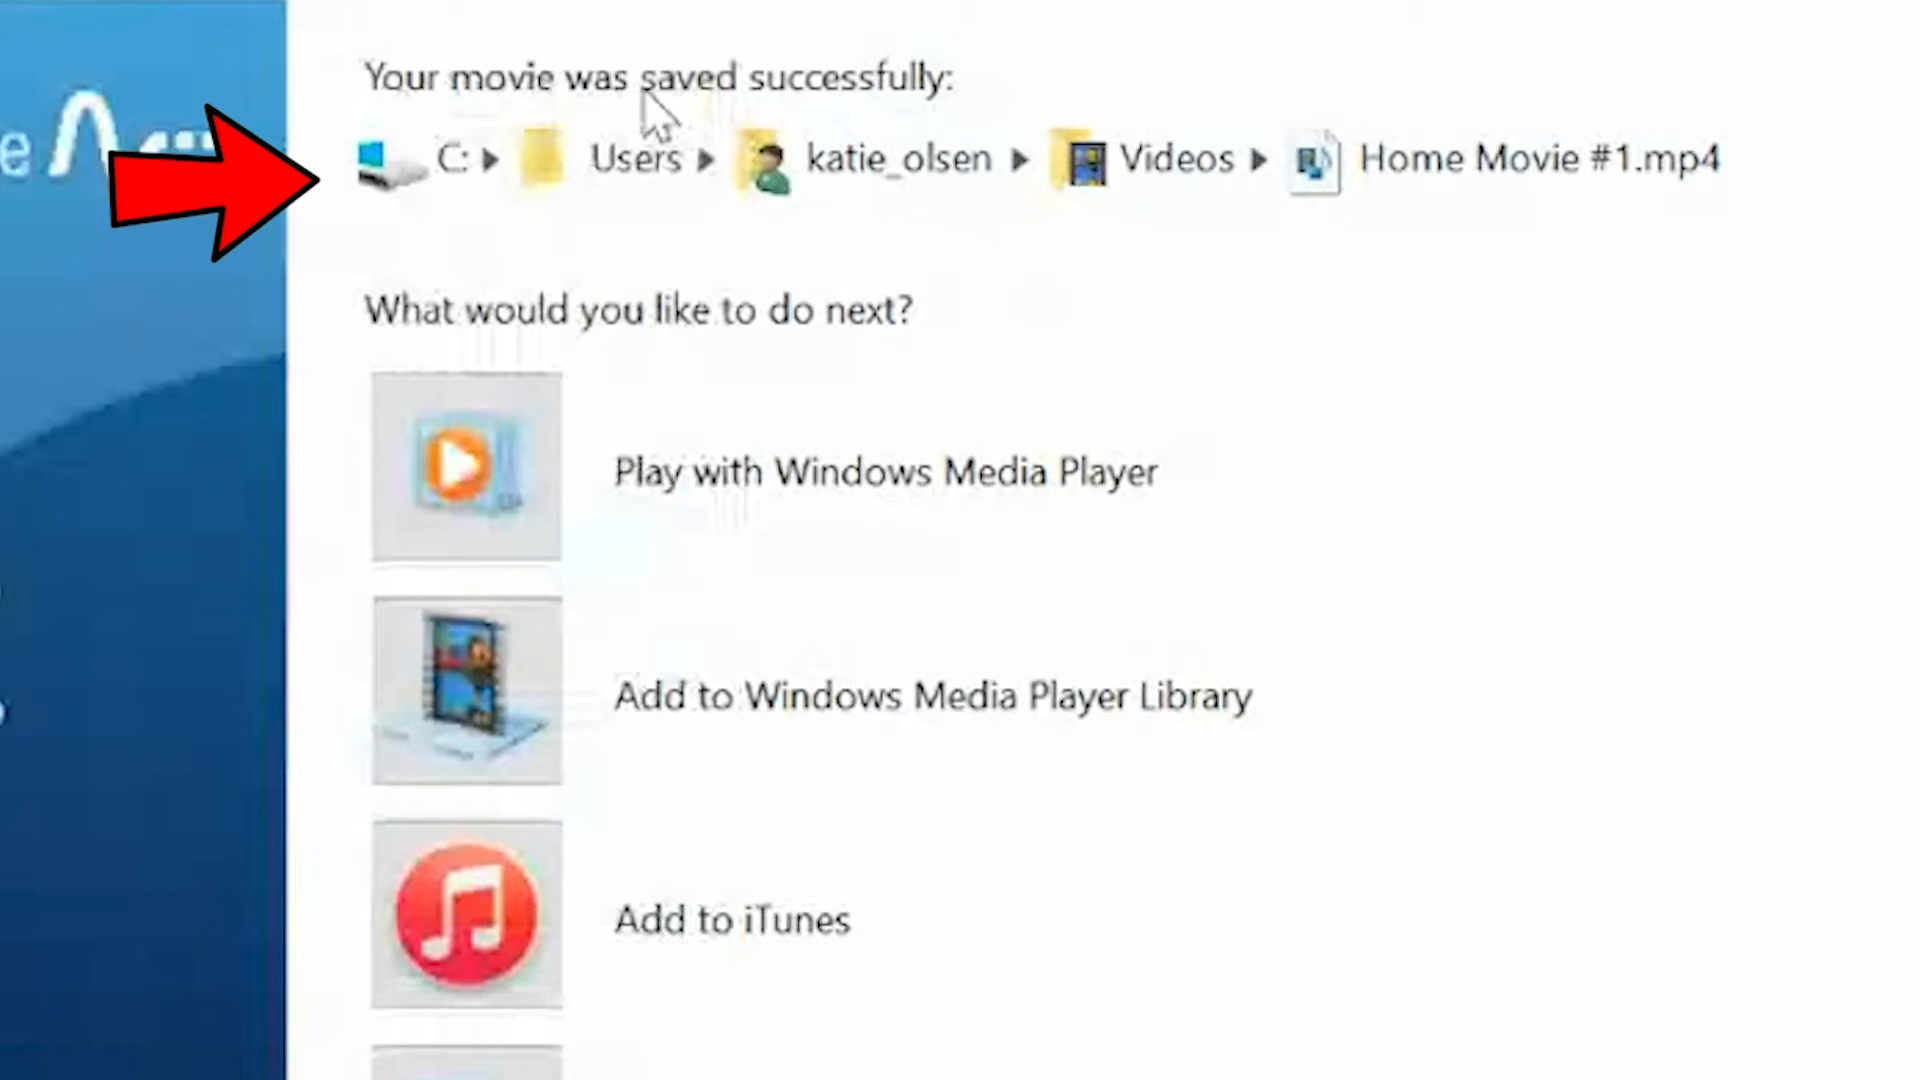 Your movie was saved successfully:
C: Users katie_olsen Videos Home Movie #1.mp4
What would you like to do next?
Play with Windows Media Player
Add to Windows Media Player Library
Add to iTunes